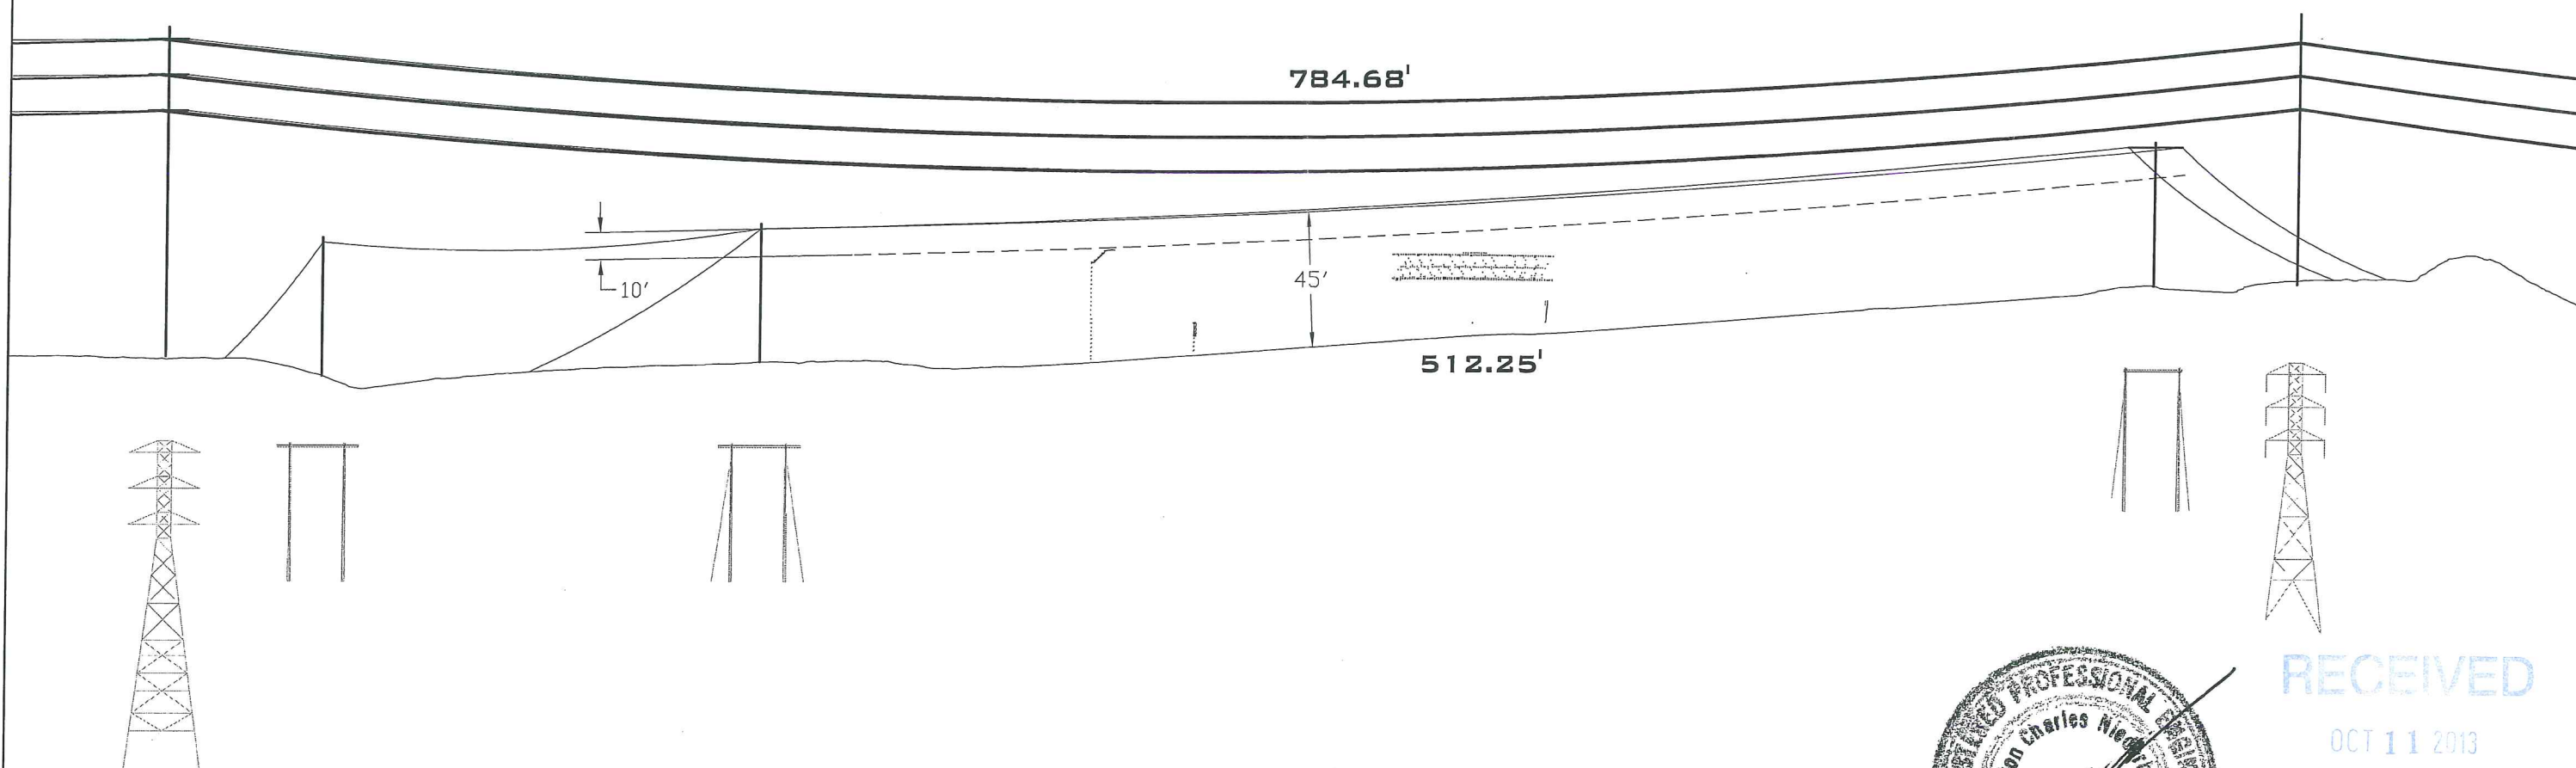 784.68'
10'
45'
512.25'
PROFESSIONAL
Charles
RECEIVED
OCT 11 2013